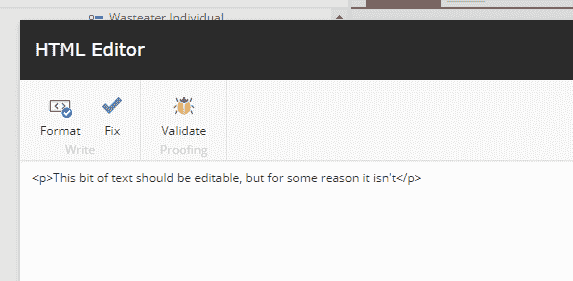 Wasteater Individual
HTML Editor
Format Fix Validate
Write Proofing
<p>This bit of text should be editable, but for some reason it isn't</p>